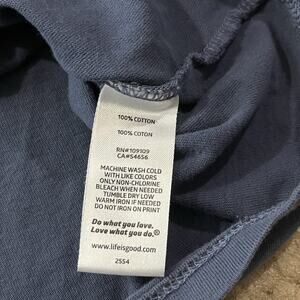 100% COTTON
100% COTON
RN#109109
CA#54656
MACHINE WASH COLD
WITH LIKE COLORS
ONLY NON-CHLORINE
BLEACH WHEN NEEDED
TUMBLE DRY LOW
WARM IRON IF NEEDED
DO NOT IRON ON PRINT
Do what you love.
Love what you do.®
www.lifeisgood.com
2554